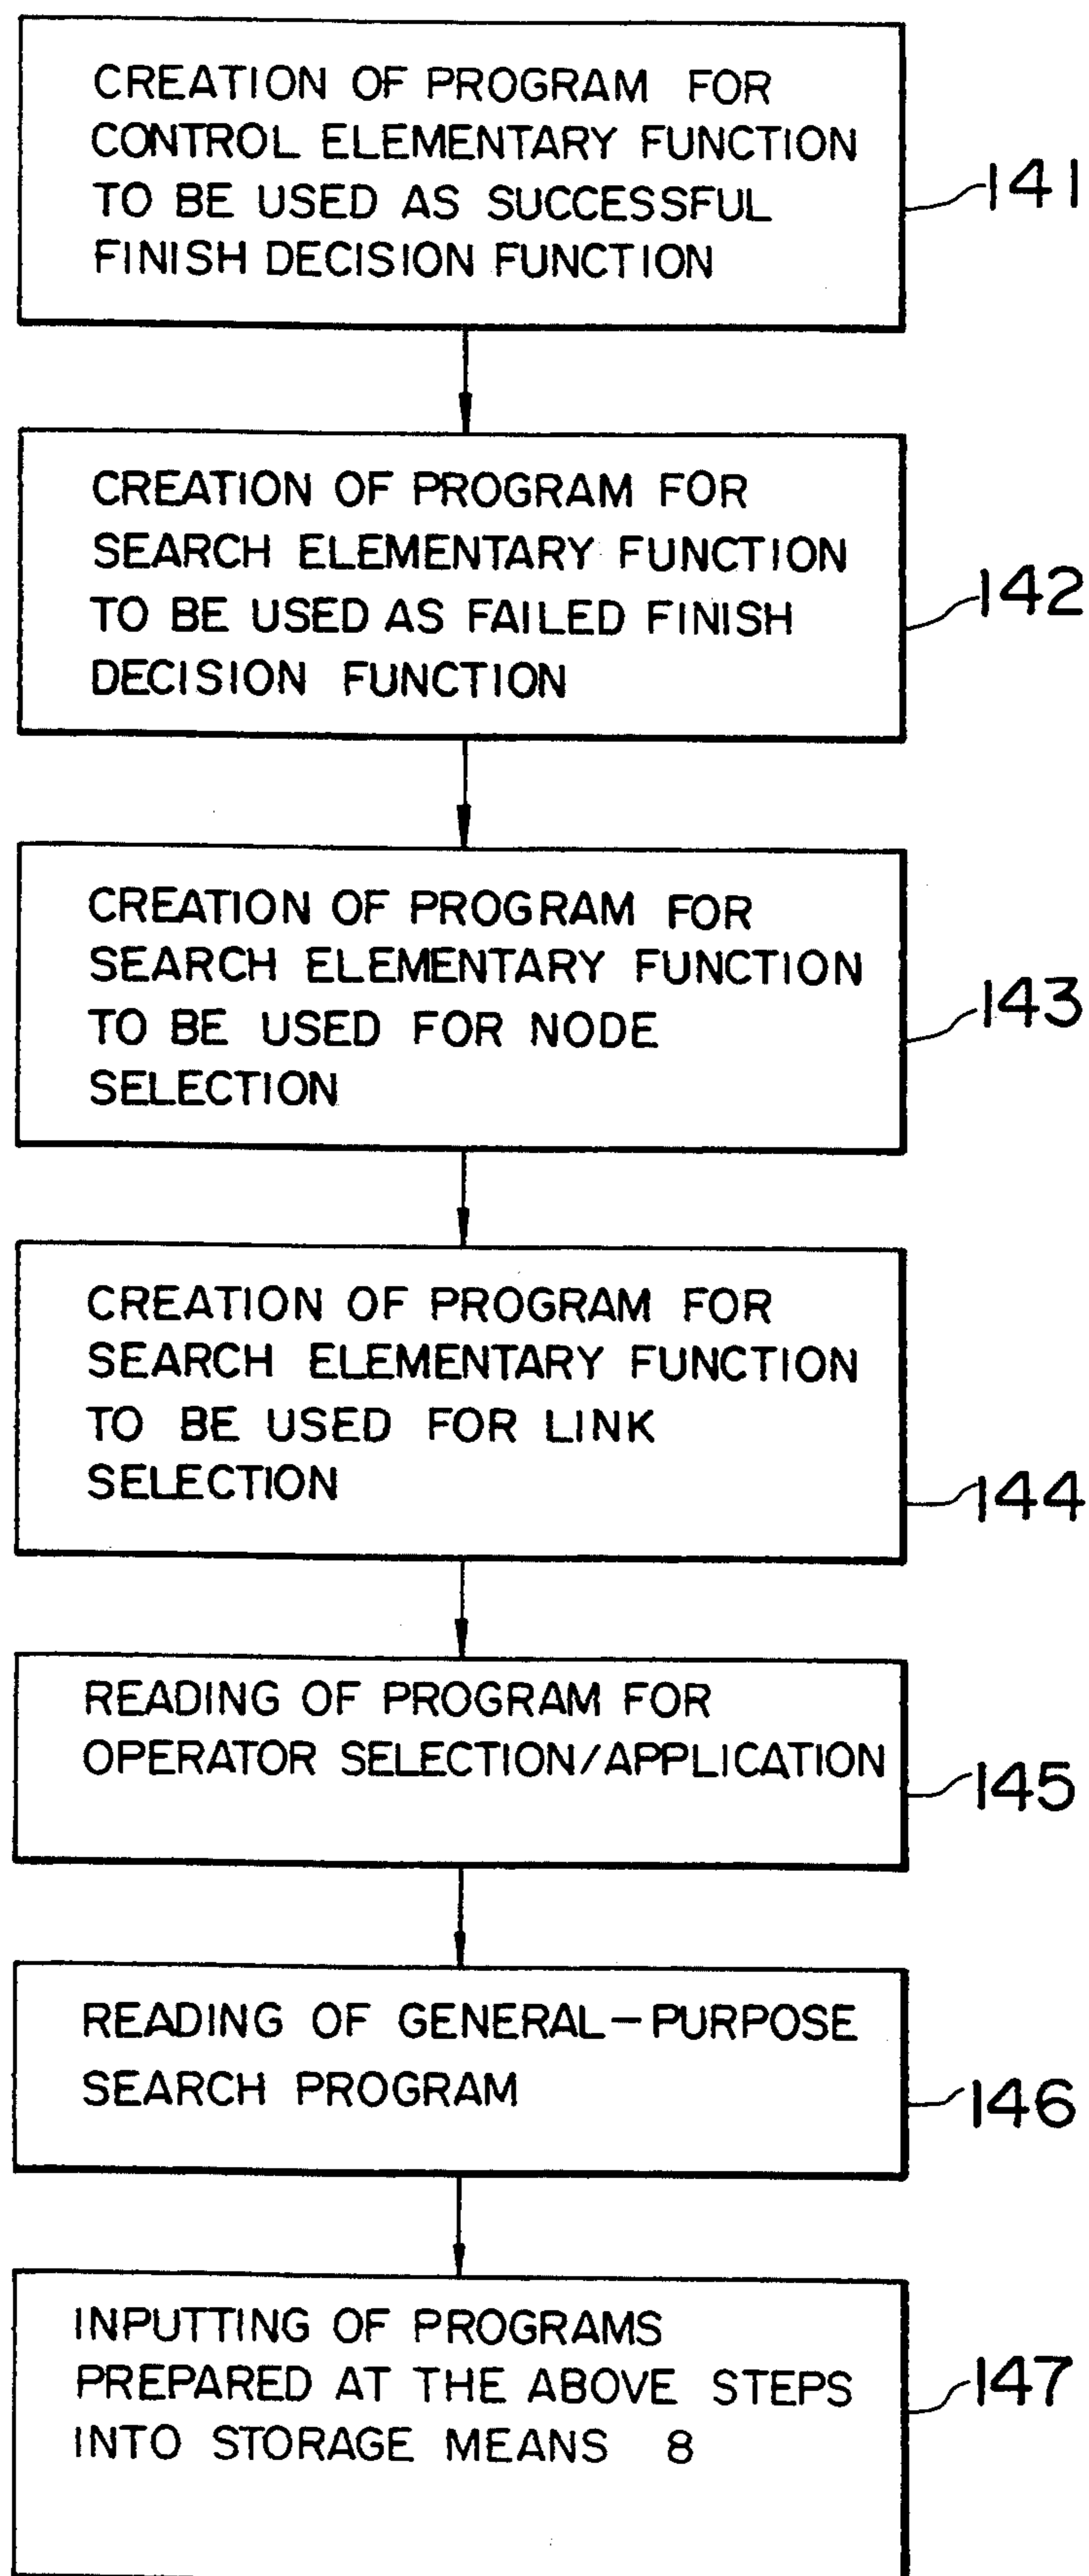 CREATION OF PROGRAM FOR
CONTROL ELEMENTARY FUNCTION
TO BE USED AS SUCCESSFUL
FINISH DECISION FUNCTION
141
CREATION OF PROGRAM FOR
SEARCH ELEMENTARY FUNCTION
TO BE USED AS FAILED FINISH
DECISION FUNCTION
142
CREATION OF PROGRAM FOR
SEARCH ELEMENTARY FUNCTION
TO BE USED FOR NODE
SELECTION
143
CREATION OF PROGRAM FOR
SEARCH ELEMENTARY FUNCTION
TO BE USED FOR LINK
SELECTION
144
READING OF PROGRAM FOR
OPERATOR SELECTION/APPLICATION
145
READING OF GENERAL-PURPOSE
SEARCH PROGRAM
146
INPUTTING OF PROGRAMS
PREPARED AT THE ABOVE STEPS
INTO STORAGE MEANS 8
147